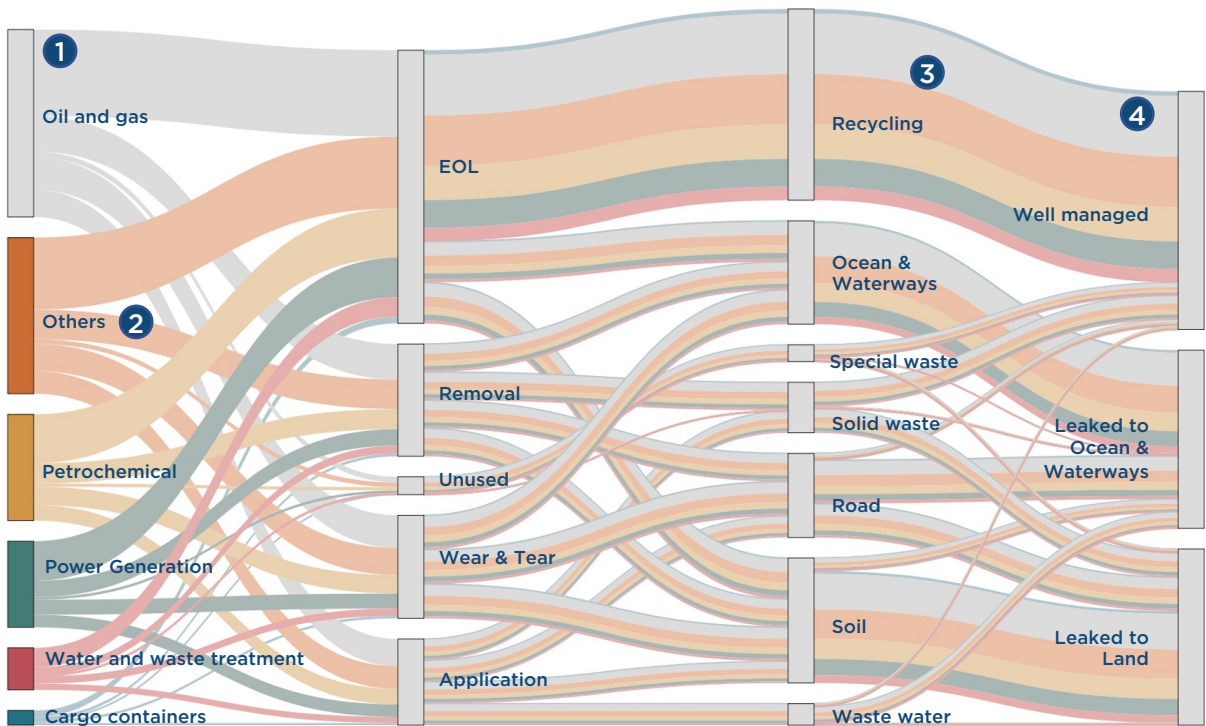 1
Oil and gas
Others
2
Petrochemical
Power Generation
Water and waste treatment
Cargo containers
EOL
Removal
Unused
Wear & Tear
Application
3
Recycling
Ocean &
Waterways
Special waste
Solid waste
Road
Soil
Waste water
4
Well managed
Leaked to
Ocean &
Waterways
Leaked to
Land